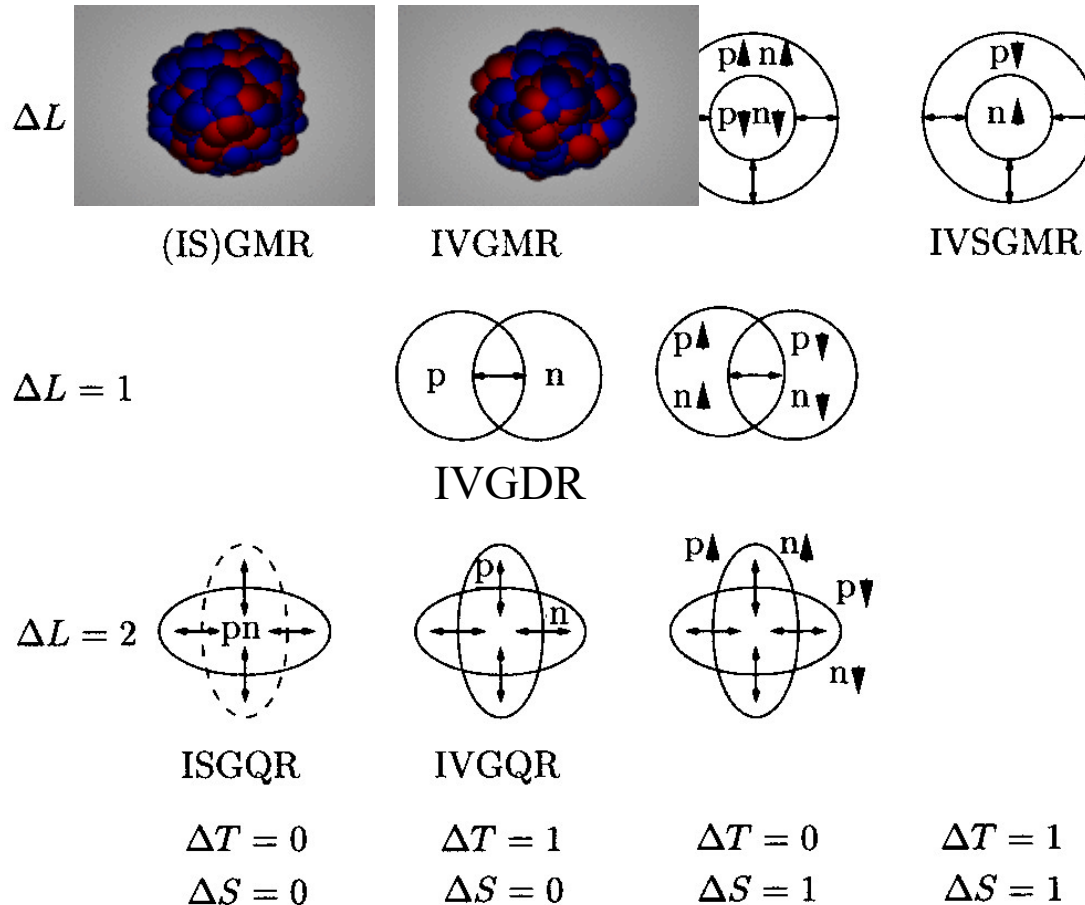 p▲ n▲ p▼
ΔL p▼ n▼ n▲
(IS)GMR IVGMR IVSGMR
p▲ p▼
ΔL = 1 p n
n▲ n▼
IVGDR
p▲ n▲
p
p▼
n
ΔL = 2 pn
n▼
ISGQR IVGQR
ΔT = 0 ΔT = 1 ΔT = 0 ΔT = 1
ΔS = 0 ΔS = 0 ΔS = 1 ΔS = 1